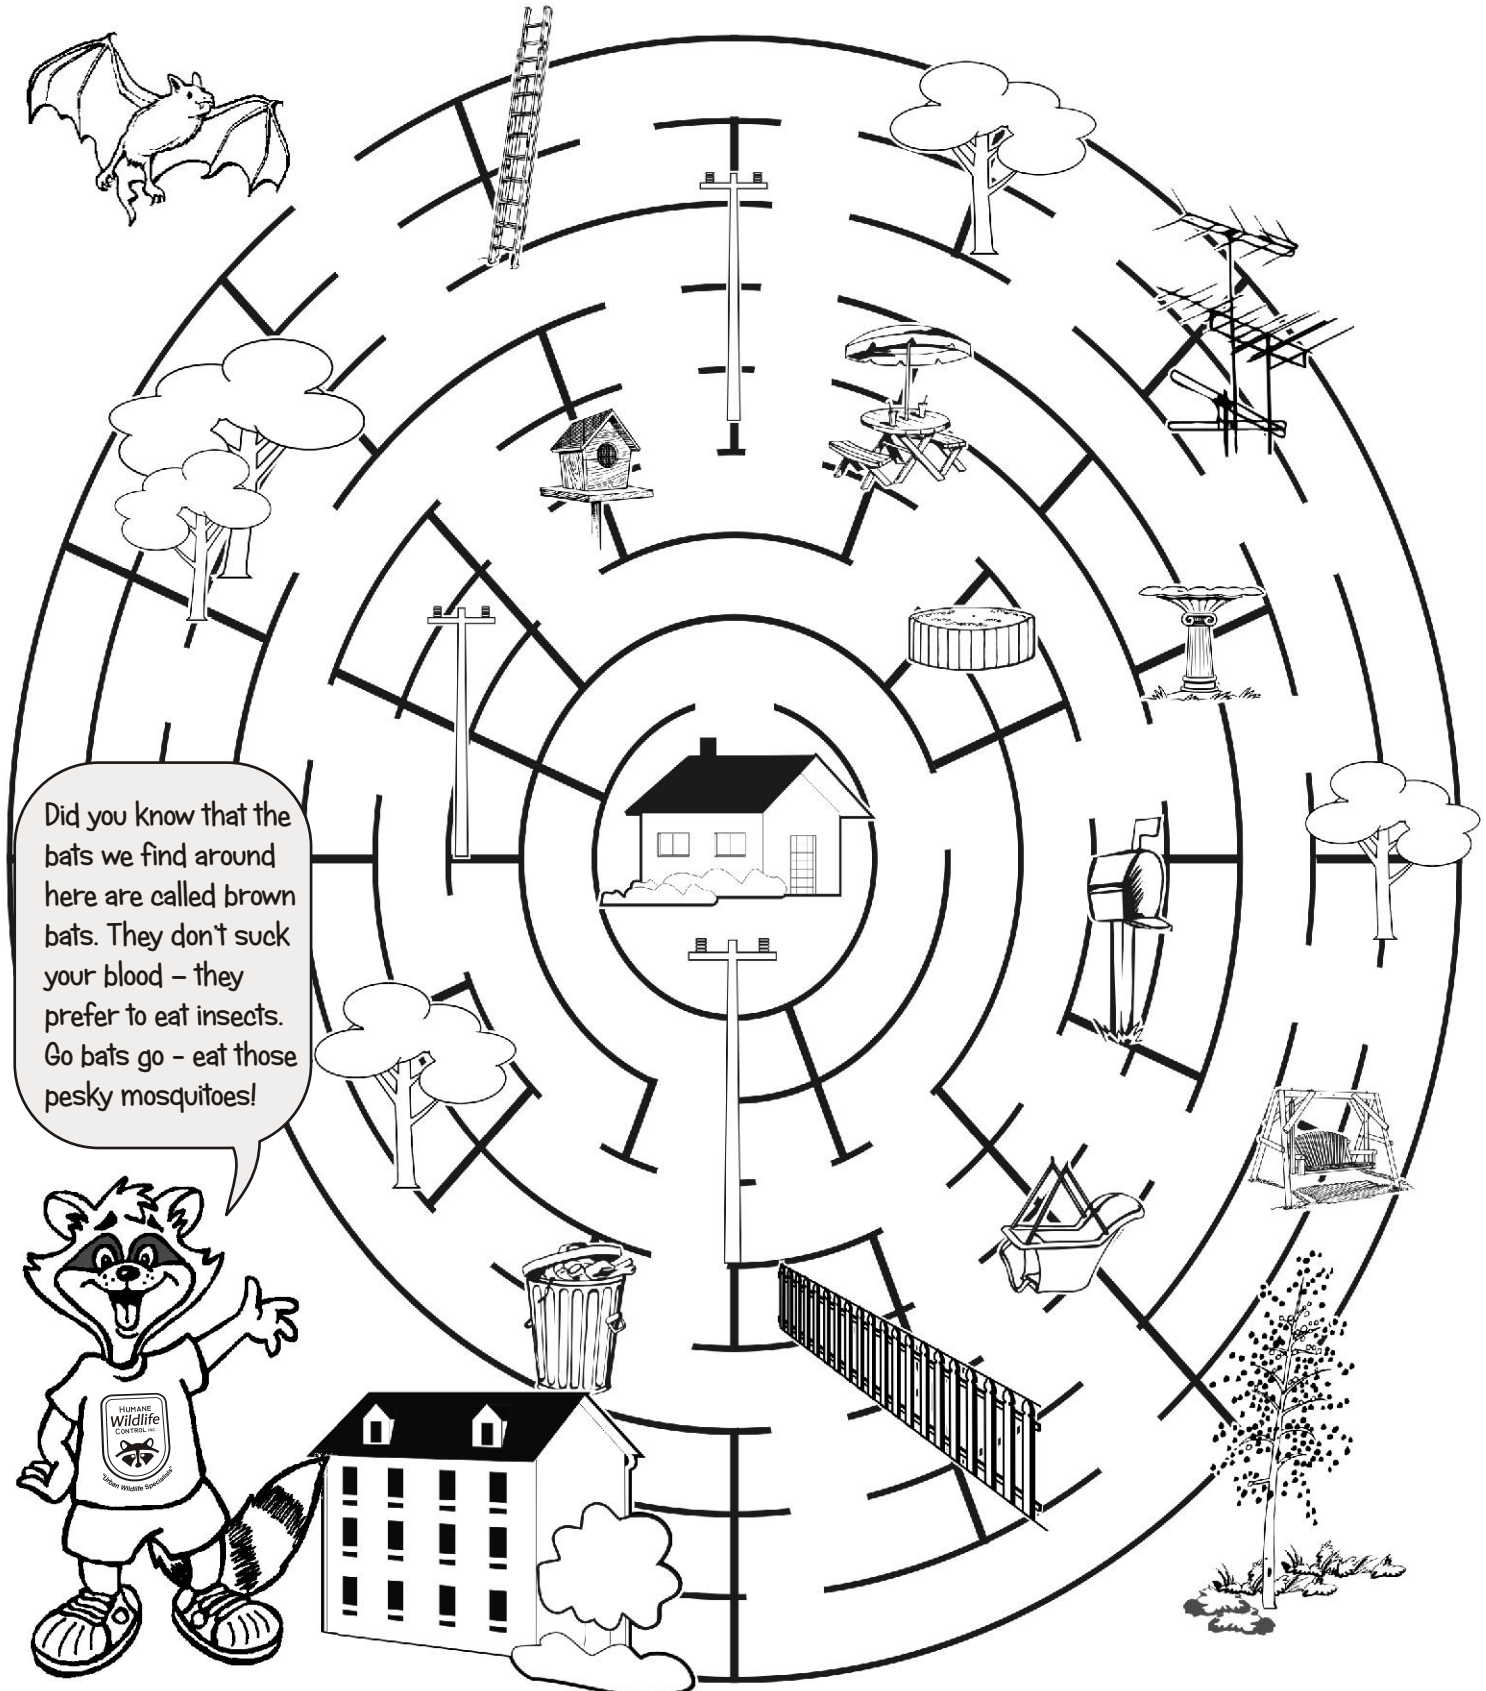 Did you know that the
bats we find around
here are called brown
bats. They don't suck
your blood – they
prefer to eat insects.
Go bats go – eat those
pesky mosquitoes!
HUMANE
Wildlife
CONTROL INC.
"Urban Wildlife Specialists"